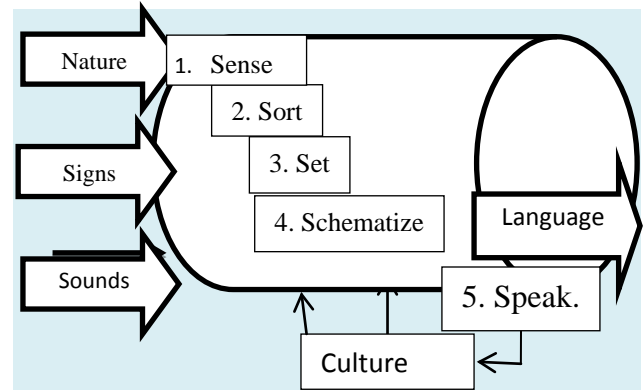 Nature
1. Sense
2. Sort
3. Set
Signs
4. Schematize
Language
Sounds
5. Speak.
Culture